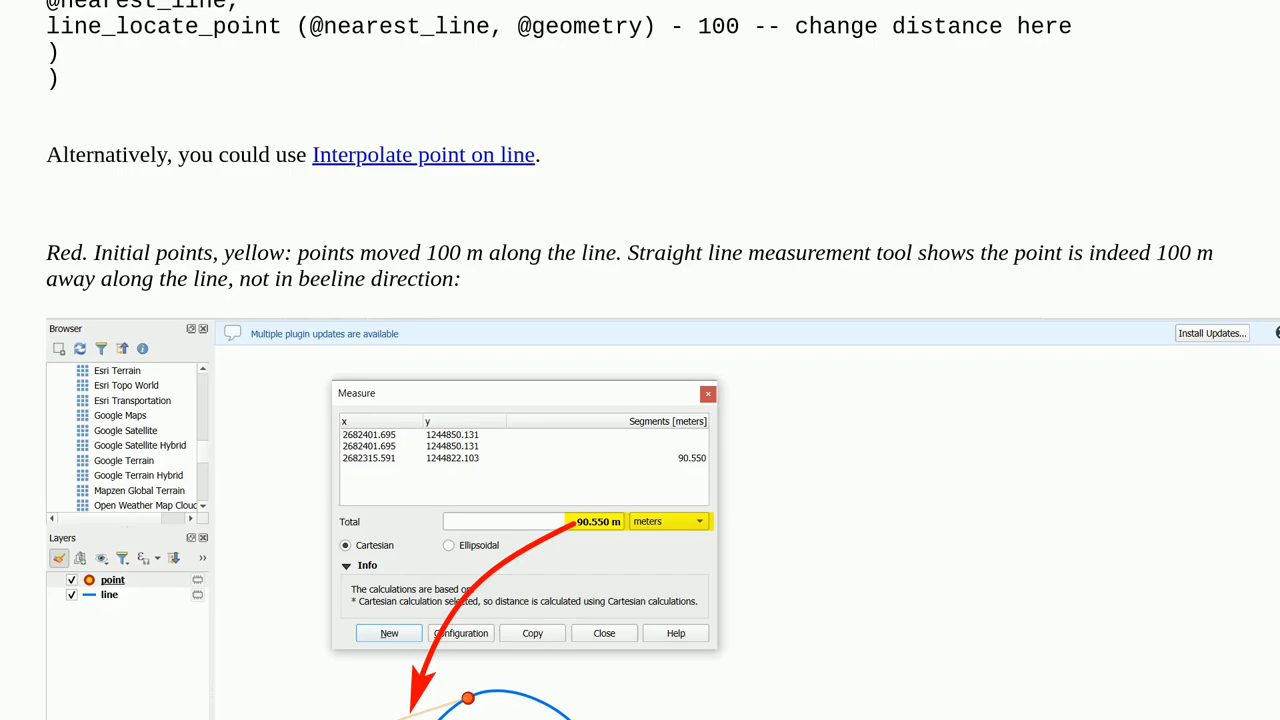 @nearest_line,
line_locate_point (@nearest_line, @geometry) - 100 -- change distance here
)
)
Alternatively, you could use Interpolate point on line.
Red. Initial points, yellow: points moved 100 m along the line. Straight line measurement tool shows the point is indeed 100 m
away along the line, not in beeline direction:
Browser
Multiple plugin updates are available
Install Updates...
Esri Terrain
Esri Topo World
Esri Transportation
Google Maps
Google Satellite
Google Satellite Hybrid
Google Terrain
Google Terrain Hybrid
Mapzen Global Terrain
Open Weather Map Cloud
Layers
point
line
Measure
x y Segments [meters]
2682401.695 1244850.131
2682401.695 1244850.131
2682315.591 1244822.103 90.550
Total 90.550 m meters
Cartesian Ellipsoidal
Info
The calculations are based on:
* Cartesian calculation selected, so distance is calculated using Cartesian calculations.
New Configuration Copy Close Help